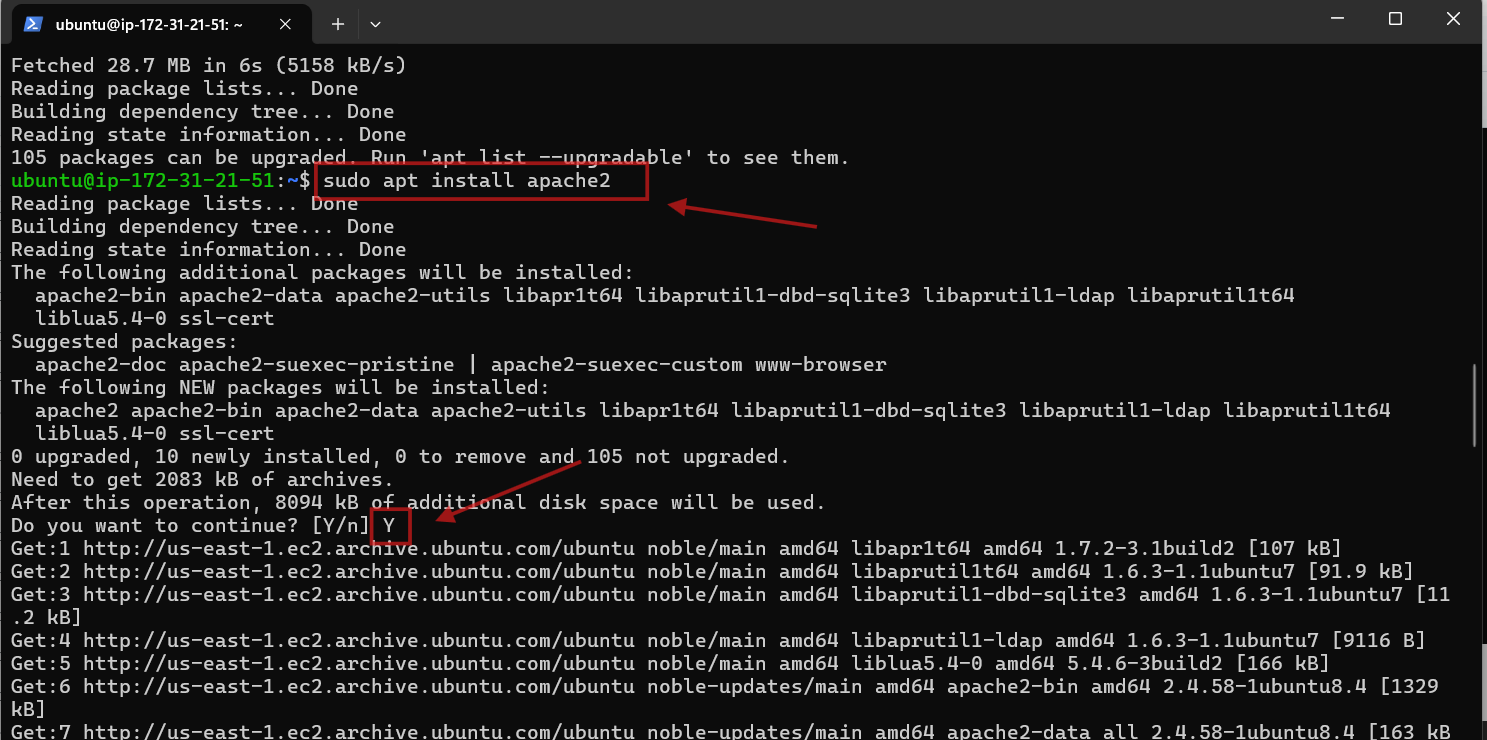 ubuntu@ip-172-31-21-51: ~
Fetched 28.7 MB in 6s (5158 kB/s)
Reading package lists... Done
Building dependency tree... Done
Reading state information... Done
105 packages can be upgraded. Run 'apt list --upgradable' to see them.
ubuntu@ip-172-31-21-51:~$ sudo apt install apache2
Reading package lists... Done
Building dependency tree... Done
Reading state information... Done
The following additional packages will be installed:
  apache2-bin apache2-data apache2-utils libapr1t64 libaprutil1-dbd-sqlite3 libaprutil1-ldap libaprutil1t64
  liblua5.4-0 ssl-cert
Suggested packages:
  apache2-doc apache2-suexec-pristine | apache2-suexec-custom www-browser
The following NEW packages will be installed:
  apache2 apache2-bin apache2-data apache2-utils libapr1t64 libaprutil1-dbd-sqlite3 libaprutil1-ldap libaprutil1t64
  liblua5.4-0 ssl-cert
0 upgraded, 10 newly installed, 0 to remove and 105 not upgraded.
Need to get 2083 kB of archives.
After this operation, 8094 kB of additional disk space will be used.
Do you want to continue? [Y/n] Y
Get:1 http://us-east-1.ec2.archive.ubuntu.com/ubuntu noble/main amd64 libapr1t64 amd64 1.7.2-3.1build2 [107 kB]
Get:2 http://us-east-1.ec2.archive.ubuntu.com/ubuntu noble/main amd64 libaprutil1t64 amd64 1.6.3-1.1ubuntu7 [91.9 kB]
Get:3 http://us-east-1.ec2.archive.ubuntu.com/ubuntu noble/main amd64 libaprutil1-dbd-sqlite3 amd64 1.6.3-1.1ubuntu7 [11
.2 kB]
Get:4 http://us-east-1.ec2.archive.ubuntu.com/ubuntu noble/main amd64 libaprutil1-ldap amd64 1.6.3-1.1ubuntu7 [9116 B]
Get:5 http://us-east-1.ec2.archive.ubuntu.com/ubuntu noble/main amd64 liblua5.4-0 amd64 5.4.6-3build2 [166 kB]
Get:6 http://us-east-1.ec2.archive.ubuntu.com/ubuntu noble-updates/main amd64 apache2-bin amd64 2.4.58-1ubuntu8.4 [1329
kB]
Get:7 http://us-east-1.ec2.archive.ubuntu.com/ubuntu noble-updates/main amd64 apache2-data all 2.4.58-1ubuntu8.4 [163 kB